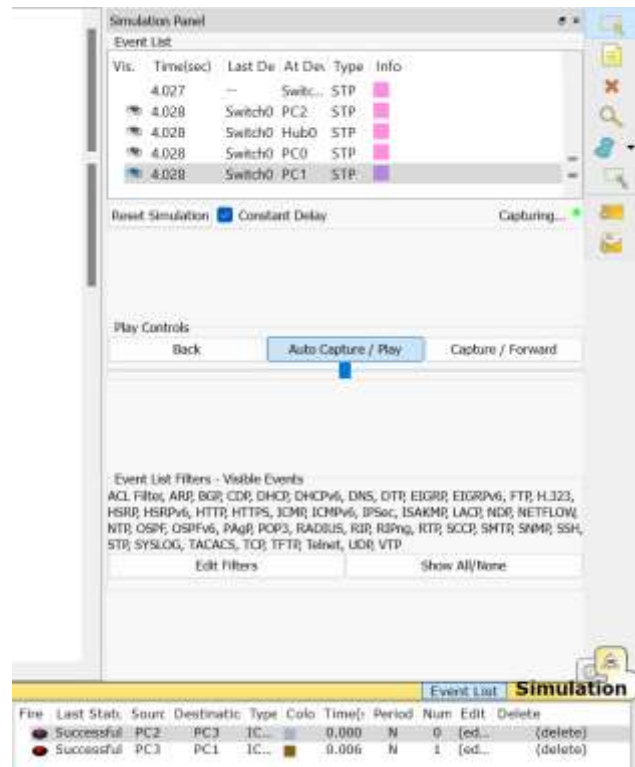 Simulation Panel
Event List
Vis. Time(sec) Last De At Dev Type Info
4.027 -- Switc... STP
4.028 Switch0 PC2 STP
4.028 Switch0 Hub0 STP
4.028 Switch0 PC0 STP
4.028 Switch0 PC1 STP
Reset Simulation Constant Delay Capturing...
Play Controls
Back Auto Capture / Play Capture / Forward
Event List Filters - Visible Events
ACL Filter, ARP, BGP, CDP, DHCP, DHCPv6, DNS, DTP, EIGRP, EIGRPv6, FTP, H.323,
HSRP, HSRPv6, HTTP, HTTPS, ICMP, ICMPv6, IPSec, ISAKMP, LACP, NDP, NETFLOW,
NTP, OSPF, OSPFv6, PAgP, POP3, RADIUS, RIP, RIPng, RTP, SCCP, SMTP, SNMP, SSH,
STP, SYSLOG, TACACS, TCP, TFTP, Telnet, UDP, VTP
Edit Filters Show All/None
Event List Simulation
Fire Last Statu Sourc Destinatic Type Colo Time(s Period Num Edit Delete
Successful PC2 PC3 IC... 0.000 N 0 (ed... (delete)
Successful PC3 PC1 IC... 0.006 N 1 (ed... (delete)